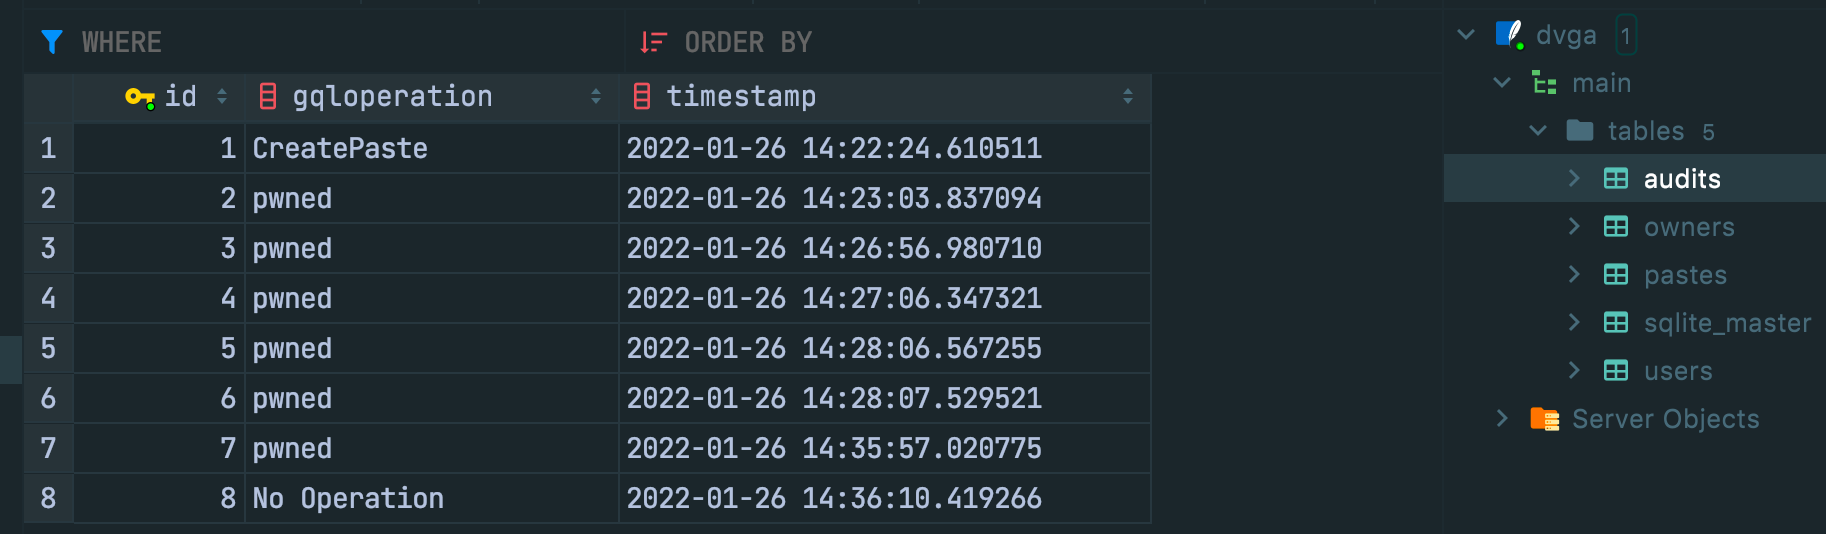 WHERE ORDER BY
id gqloperation timestamp
1 1 CreatePaste 2022-01-26 14:22:24.610511
2 2 pwned 2022-01-26 14:23:03.837094
3 3 pwned 2022-01-26 14:26:56.980710
4 4 pwned 2022-01-26 14:27:06.347321
5 5 pwned 2022-01-26 14:28:06.567255
6 6 pwned 2022-01-26 14:28:07.529521
7 7 pwned 2022-01-26 14:35:57.020775
8 8 No Operation 2022-01-26 14:36:10.419266
dvga 1
main
tables 5
audits
owners
pastes
sqlite_master
users
Server Objects